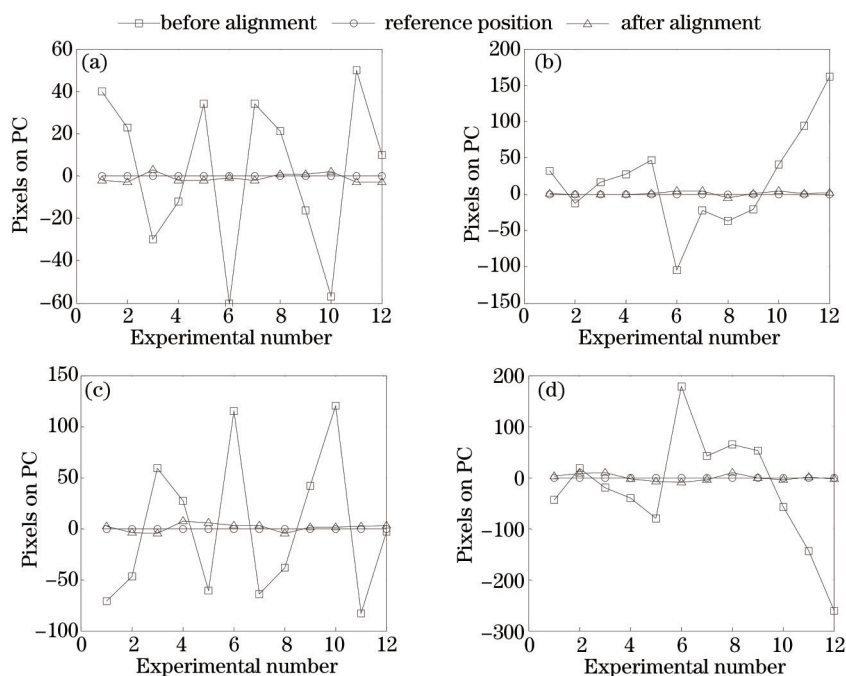 before alignment reference position after alignment
(a)
60
40
20
0
−20
−40
−60
Pixels on PC
0 2 4 6 8 10 12
Experimental number
(b)
200
150
100
50
0
−50
−100
−150
Pixels on PC
0 2 4 6 8 10 12
Experimental number
(c)
150
100
50
0
−50
−100
Pixels on PC
0 2 4 6 8 10 12
Experimental number
(d)
200
100
0
−100
−200
−300
Pixels on PC
0 2 4 6 8 10 12
Experimental number